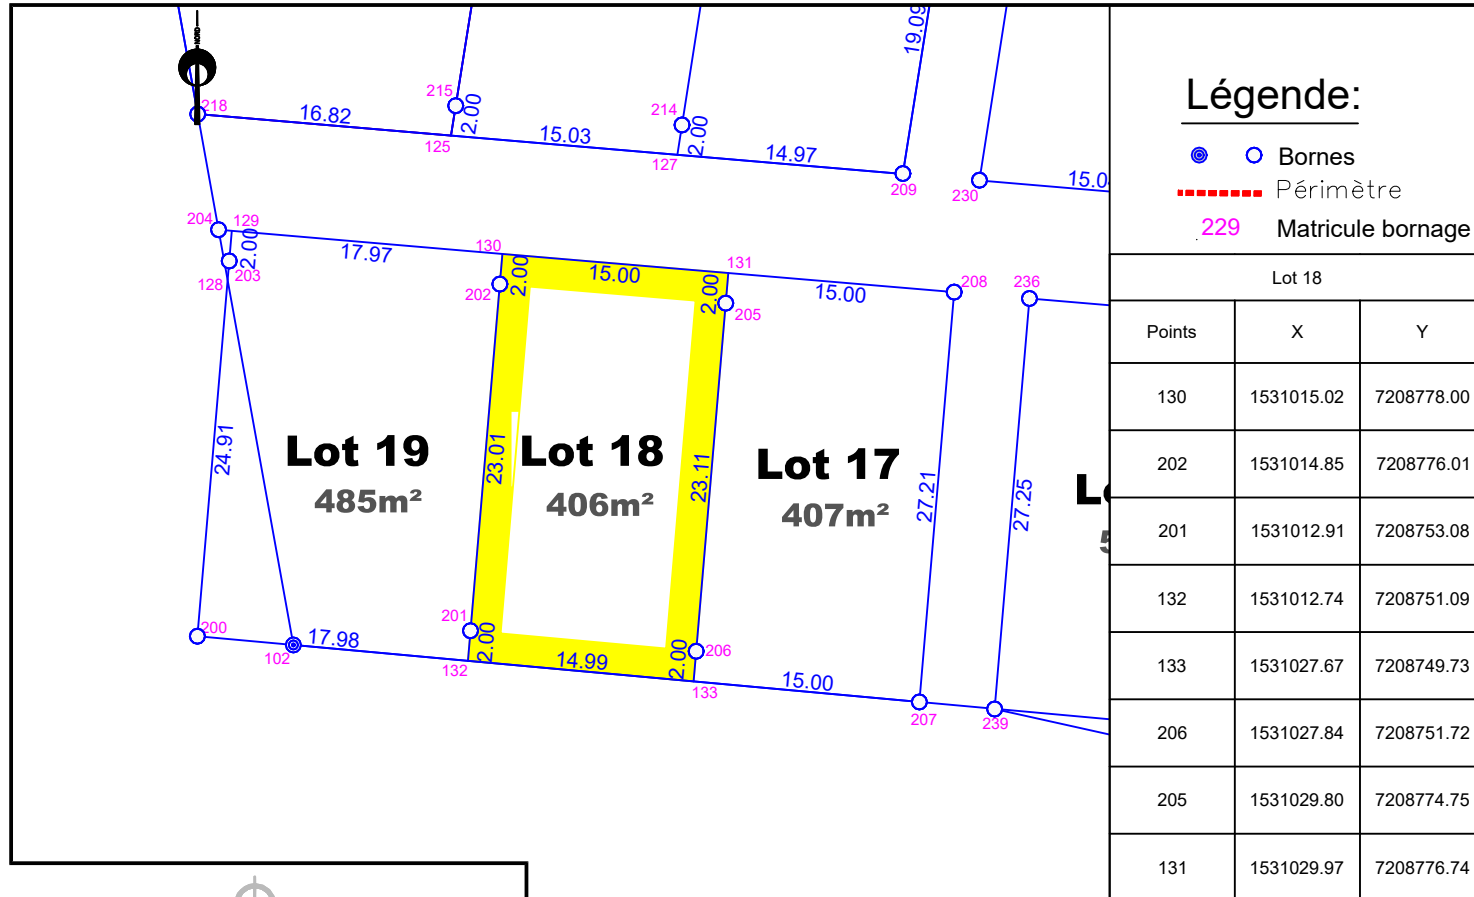 NORD
19.09
215
2.00
218
16.82
214
2.00
125
15.03
127
14.97
209
230
15.0
204
129
2.00
203
128
17.97
130
2.00
202
15.00
131
2.00
205
15.00
208
236
24.91
Lot 19
485m²
23.01
Lot 18
406m²
23.11
Lot 17
407m²
27.21
27.25
200
102
17.98
201
2.00
132
14.99
2.00
206
133
15.00
207
239
Légende:
Bornes
Périmètre
229 Matricule bornage
Lot 18
Points X Y
130 1531015.02 7208778.00
202 1531014.85 7208776.01
201 1531012.91 7208753.08
132 1531012.74 7208751.09
133 1531027.67 7208749.73
206 1531027.84 7208751.72
205 1531029.80 7208774.75
131 1531029.97 7208776.74